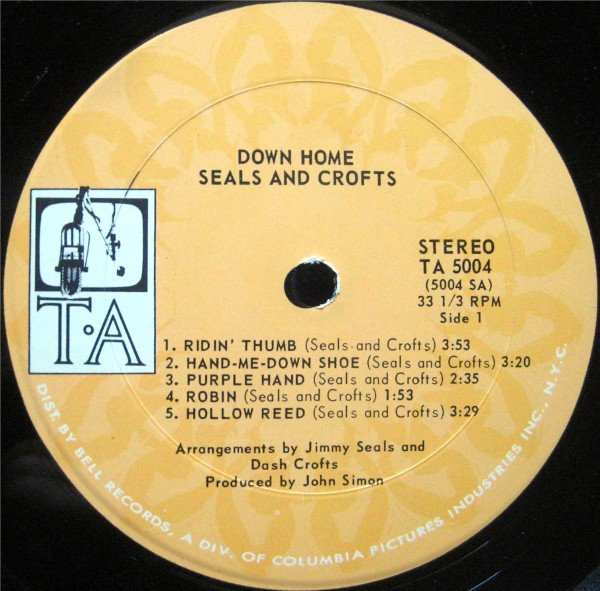 DOWN HOME
SEALS AND CROFTS
STEREO
TA 5004
(5004 SA)
33 1/3 RPM
Side 1
T·A
1. RIDIN' THUMB (Seals and Crofts) 3:53
2. HAND-ME-DOWN SHOE (Seals and Crofts) 3:20
3. PURPLE HAND (Seals and Crofts) 2:35
4. ROBIN (Seals and Crofts) 1:53
5. HOLLOW REED (Seals and Crofts) 3:29
Arrangements by Jimmy Seals and
Dash Crofts
Produced by John Simon
DIST. BY BELL RECORDS, A DIV. OF COLUMBIA PICTURES INDUSTRIES INC., N.Y.C.